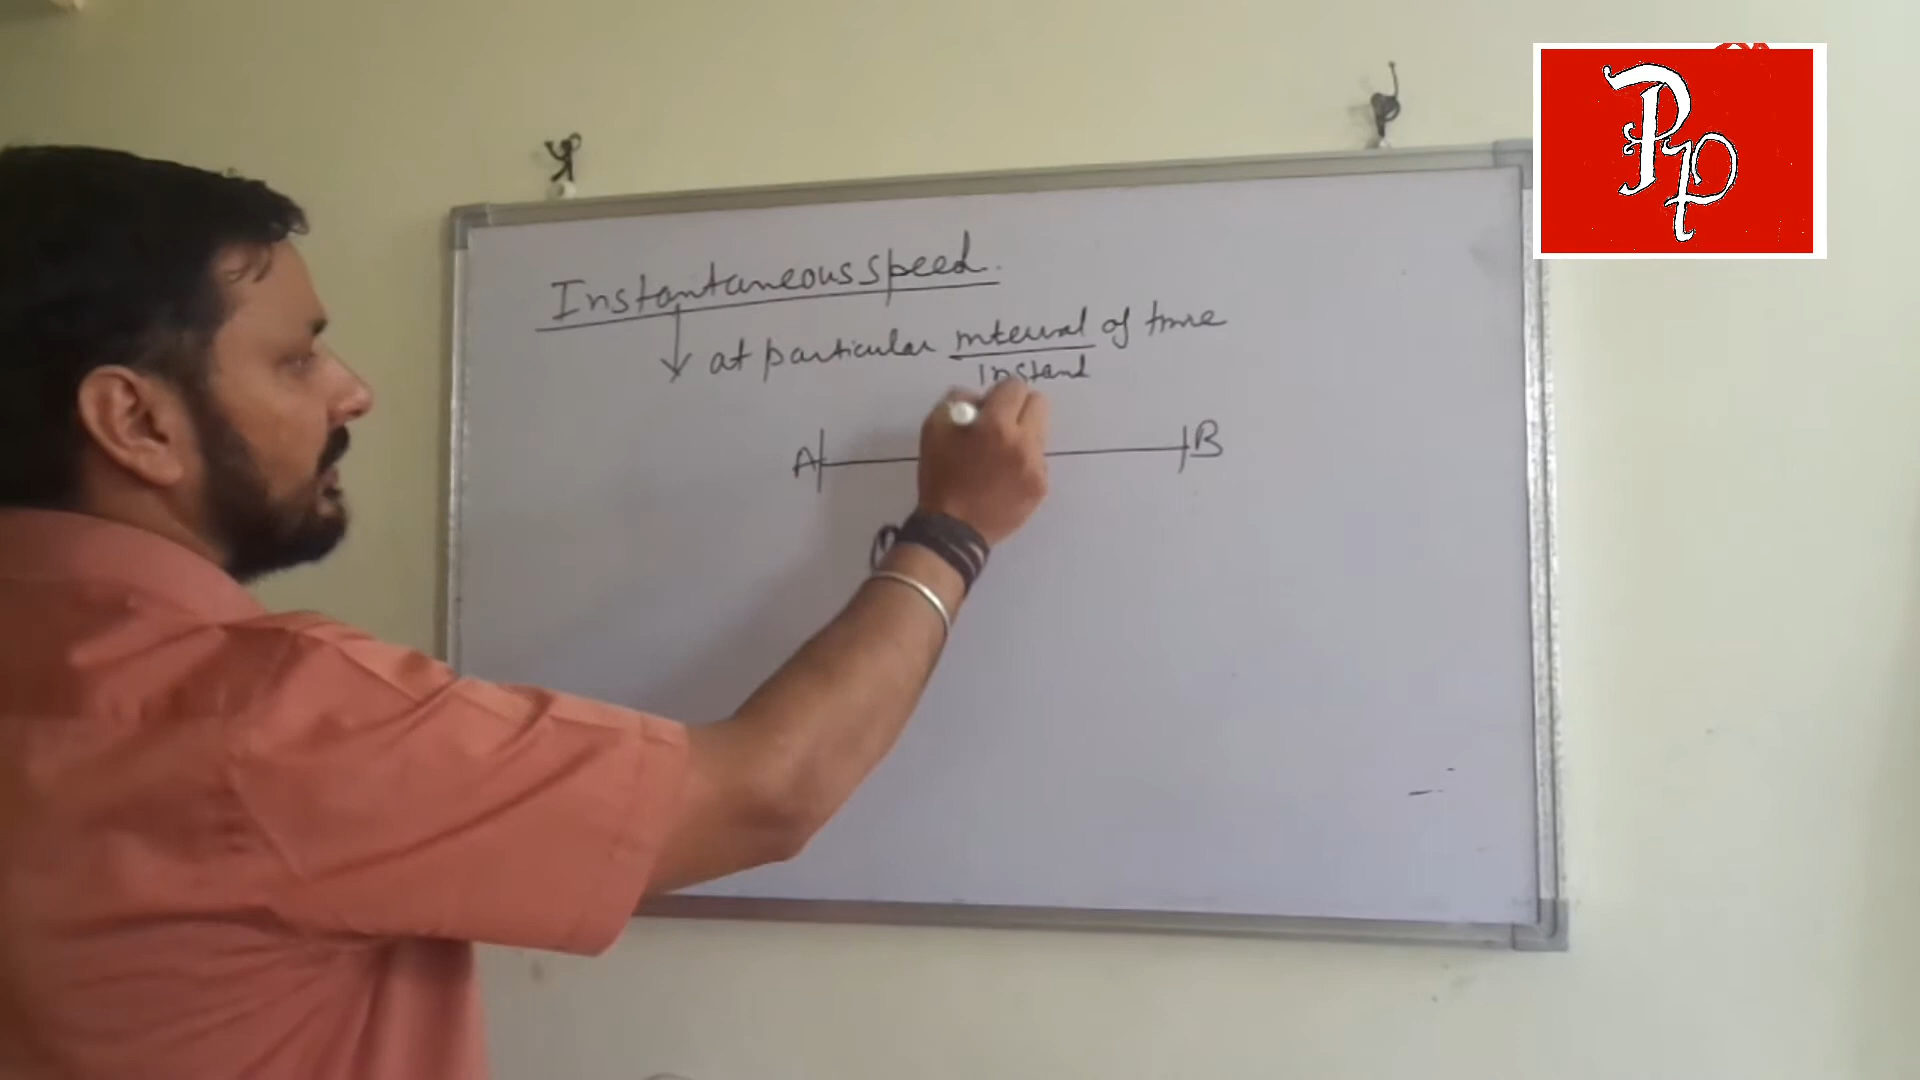 Pp
Instantaneous speed.
at particular interval of time
instant
A B